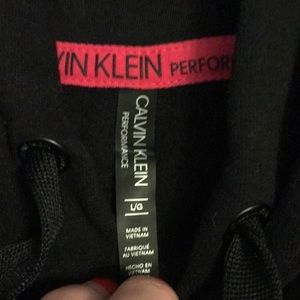 VIN KLEIN PERFOR
CALVIN KLEIN
PERFORMANCE
L/G
MADE IN
VIETNAM
FABRIQUÉ
AU VIETNAM
HECHO EN
VIETNAM